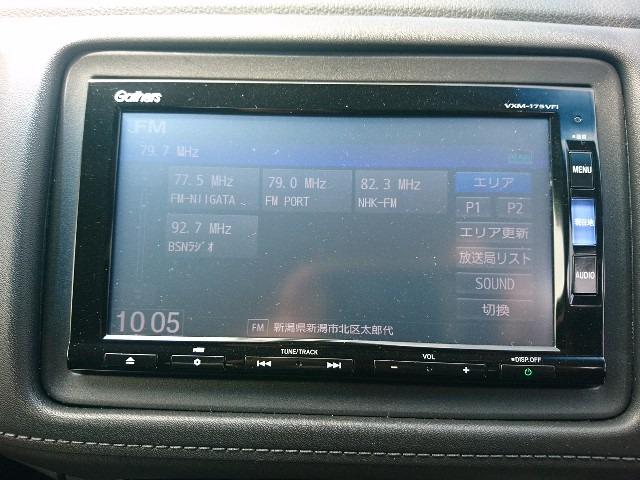 Gathers
VXM-175VFi
FM
79.7 MHz
77.5 MHz
FM-NIIGATA
79.0 MHz
FM PORT
82.3 MHz
NHK-FM
92.7 MHz
BSNラジオ
エリア
P1
P2
エリア更新
放送局リスト
SOUND
切換
10:05
FM 新潟県新潟市北区太郎代
MENU
現在地
AUDIO
TUNE/TRACK
VOL
DISP.OFF